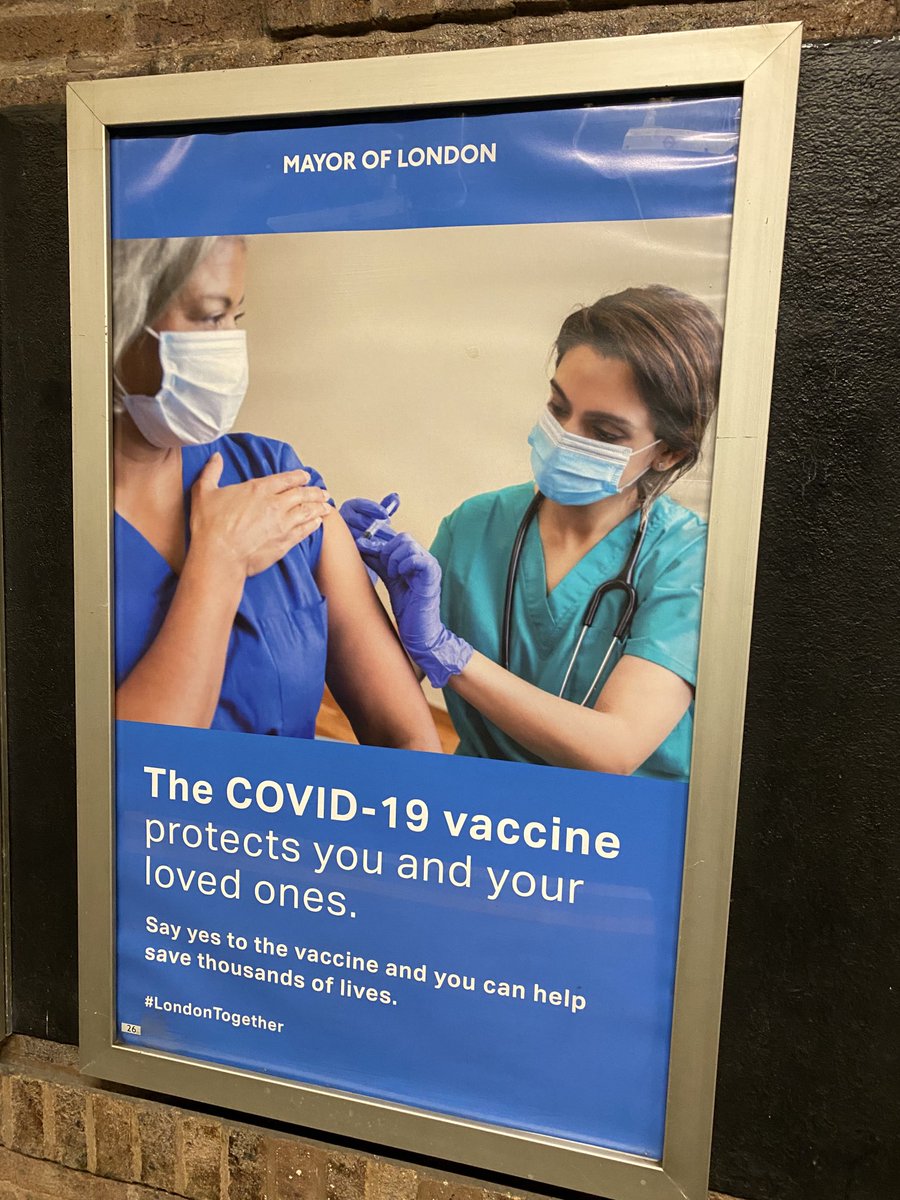 MAYOR OF LONDON
The COVID-19 vaccine
protects you and your
loved ones.
Say yes to the vaccine and you can help
save thousands of lives.
#LondonTogether
26